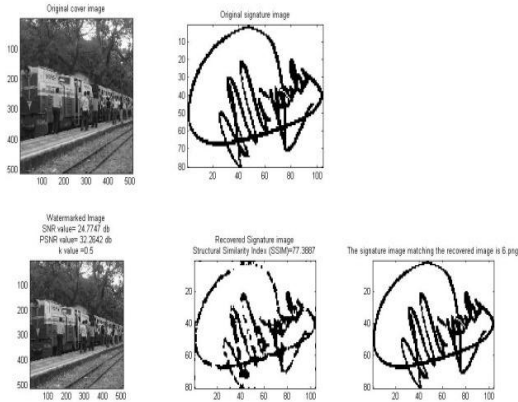 Original cover image
100
200
300
400
500
100 200 300 400 500
Original signature image
20
40
60
80
20 40 60 80 100
Watermarked Image
SNR value= 24.7747 db
PSNR value= 32.2642 db
k value =0.5
100
200
300
400
500
100 200 300 400 500
Recovered Signature image
Structural Similarity Index (SSIM)=77.3887
20
40
60
80
0 20 40 60 80 100
The signature image matching the recovered image is 6.png
20
40
60
80
20 40 60 80 100